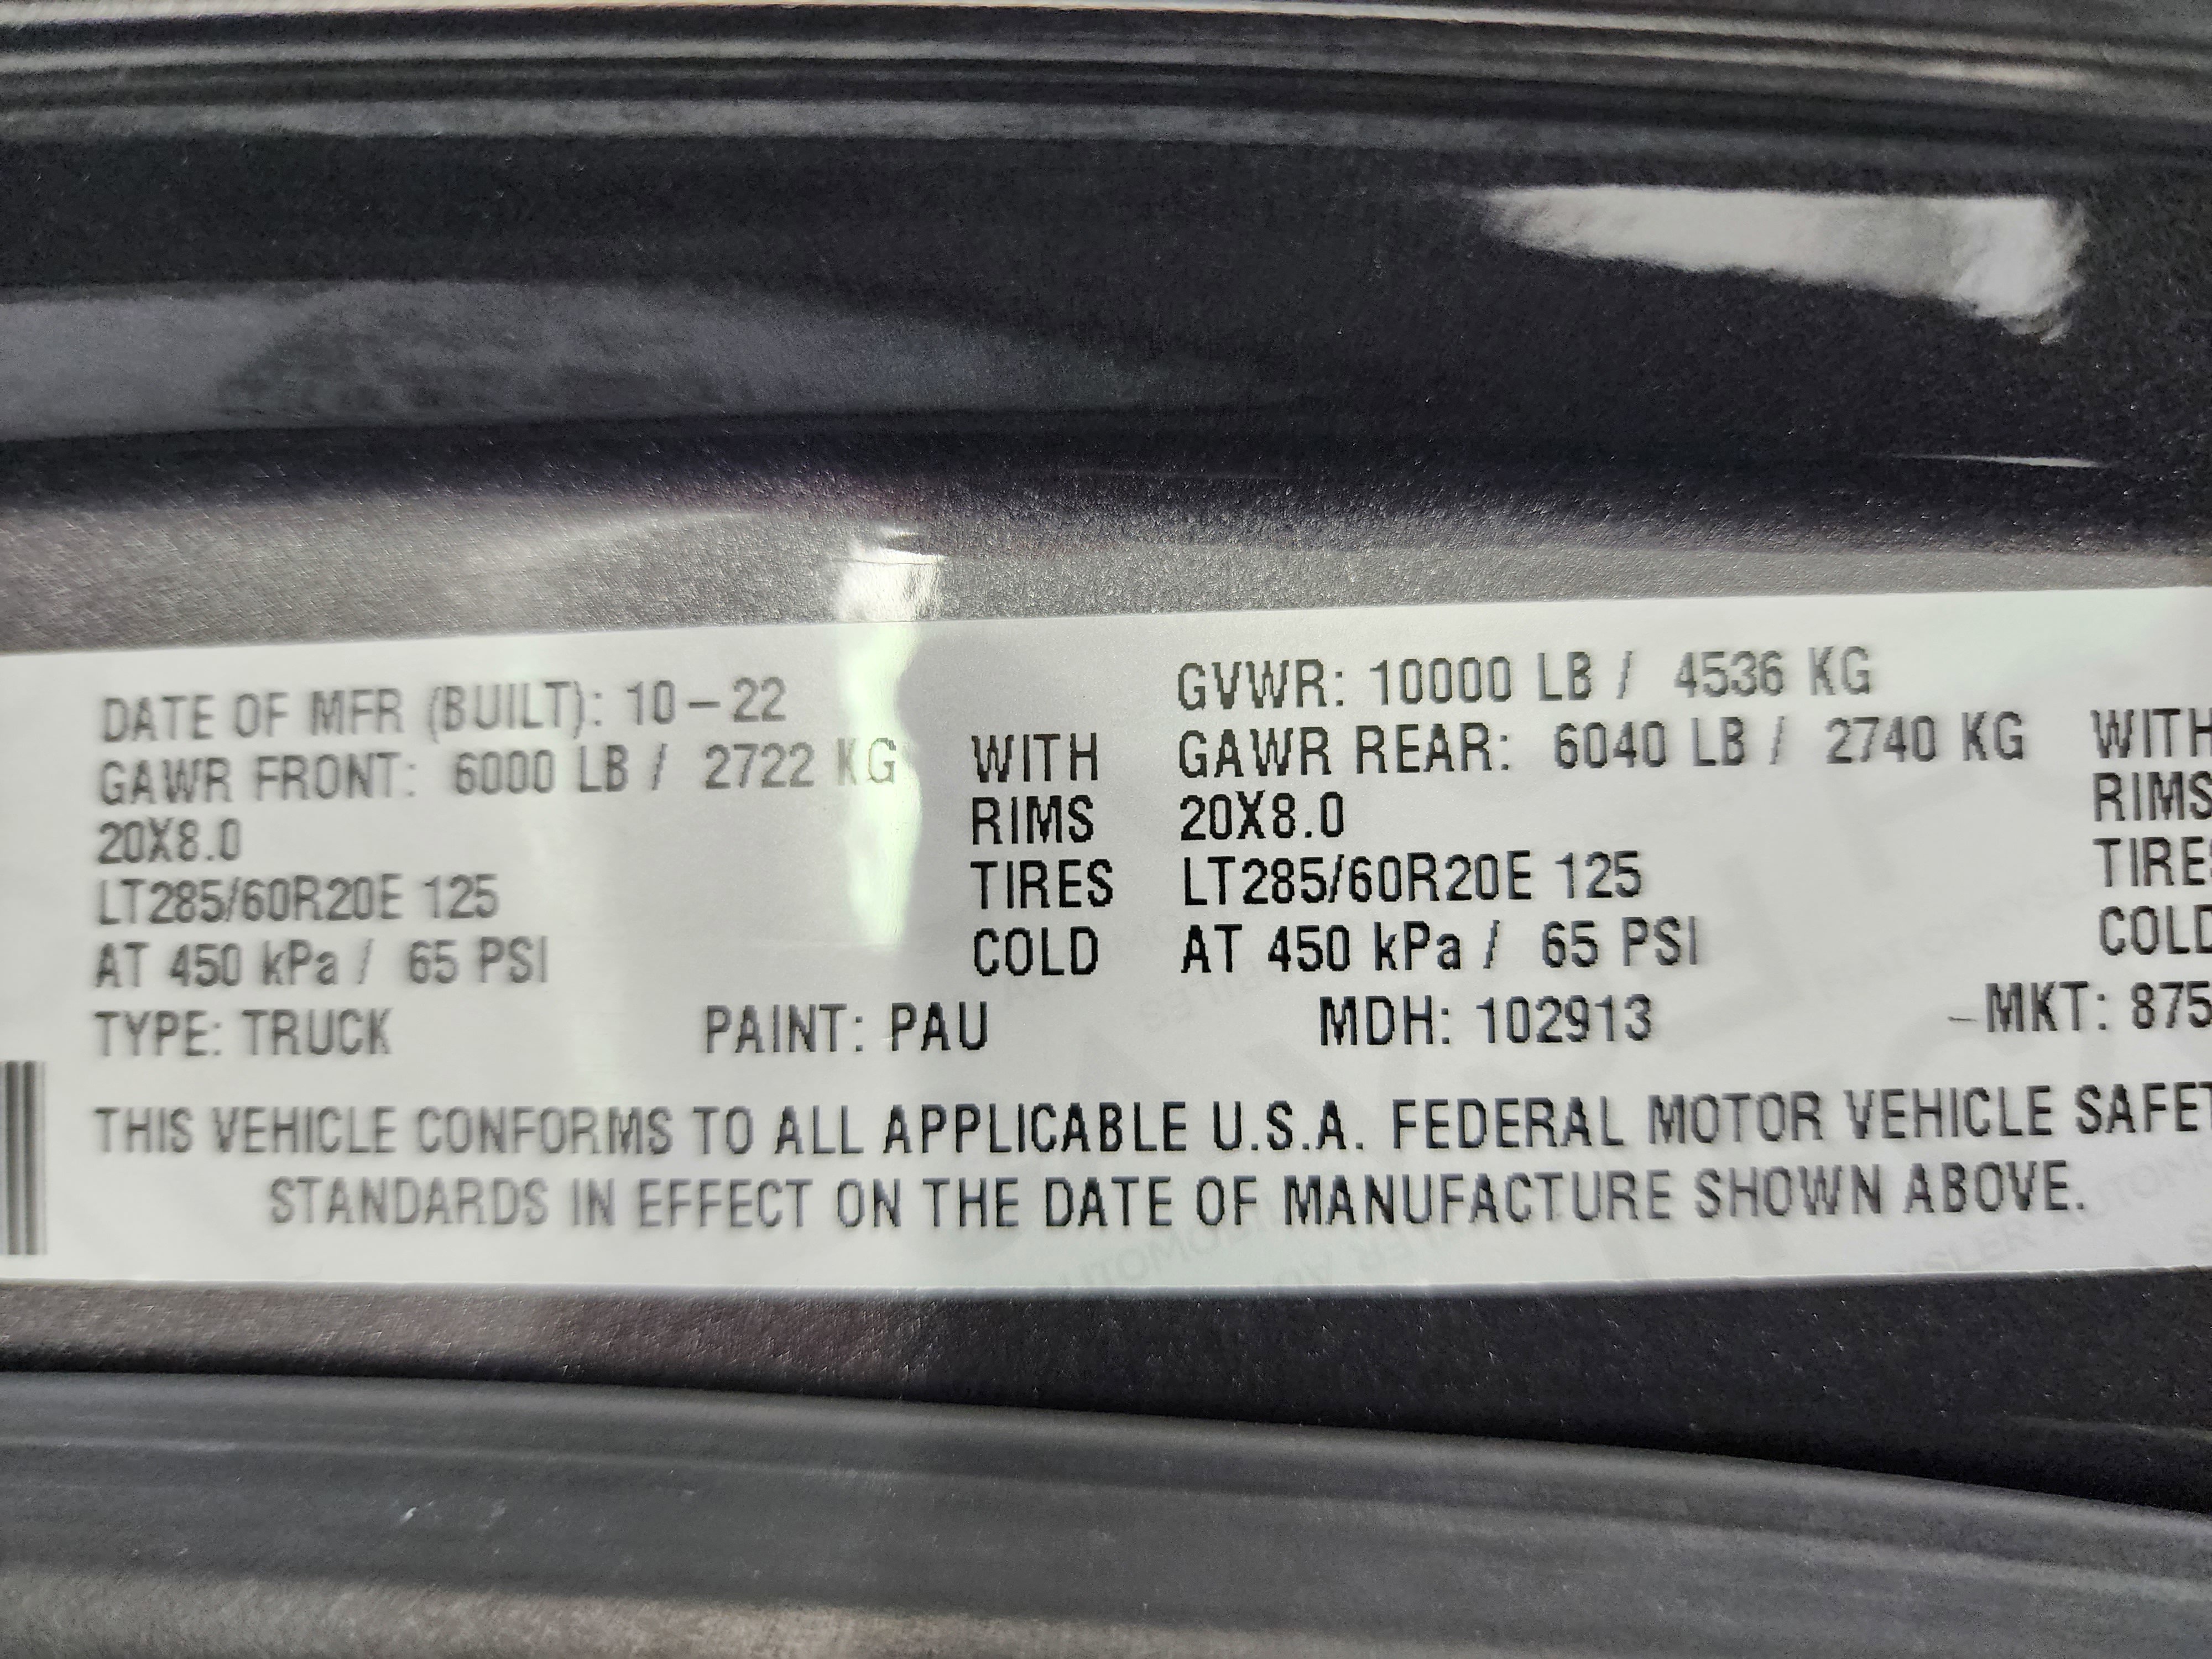 DATE OF MFR (BUILT): 10-22 GVWR: 10000 LB / 4536 KG
GAWR FRONT: 6000 LB / 2722 KG WITH GAWR REAR: 6040 LB / 2740 KG WITH
20X8.0 RIMS 20X8.0 RIMS
LT285/60R20E 125 TIRES LT285/60R20E 125 TIRE
AT 450 kPa / 65 PSI COLD AT 450 kPa / 65 PSI COLD
TYPE: TRUCK PAINT: PAU MDH: 102913 -MKT: 875
THIS VEHICLE CONFORMS TO ALL APPLICABLE U.S.A. FEDERAL MOTOR VEHICLE SAFET
STANDARDS IN EFFECT ON THE DATE OF MANUFACTURE SHOWN ABOVE.